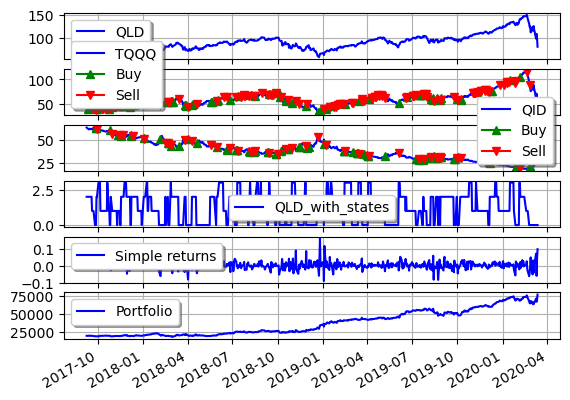 150
100
QLD
TQQQ
Buy
Sell
100
50
QID
Buy
Sell
50
25
2.5
0.0
QLD_with_states
0.1
0.0
−0.1
Simple returns
75000
50000
25000
Portfolio
2017-10
2018-01
2018-04
2018-07
2018-10
2019-01
2019-04
2019-07
2019-10
2020-01
2020-04